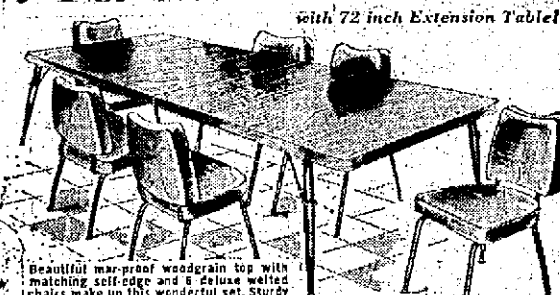 with 72 inch Extension Table!
Beautiful mar-proof woodgrain top with
matching self-edge and 6 deluxe welted
chairs make up this wonderful set. Sturdy